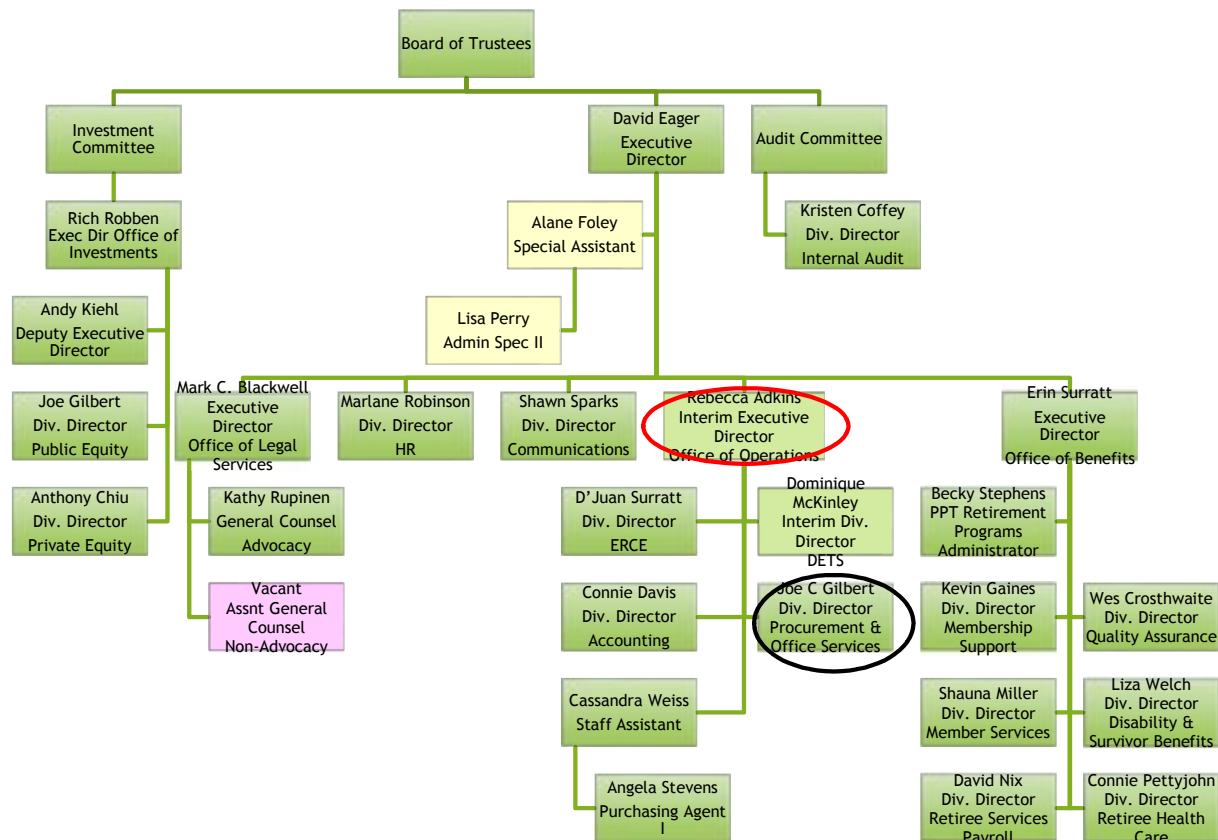 Board of Trustees
Investment
Committee
David Eager
Executive
Director
Audit Committee
Rich Robben
Exec Dir Office of
Investments
Alane Foley
Special Assistant
Kristen Coffey
Div. Director
Internal Audit
Andy Kiehl
Deputy Executive
Director
Lisa Perry
Admin Spec II
Joe Gilbert
Div. Director
Public Equity
Mark C. Blackwell
Executive
Director
Office of Legal
Services
Marlane Robinson
Div. Director
HR
Shawn Sparks
Div. Director
Communications
Rebecca Adkins
Interim Executive
Director
Office of Operations
Erin Surratt
Executive
Director
Office of Benefits
Anthony Chiu
Div. Director
Private Equity
Kathy Rupinen
General Counsel
Advocacy
D'Juan Surratt
Div. Director
ERCE
Dominique
McKinley
Interim Div.
Director
DETS
Becky Stephens
PPT Retirement
Programs
Administrator
Vacant
Assnt General
Counsel
Non-Advocacy
Connie Davis
Div. Director
Accounting
Joe C Gilbert
Div. Director
Procurement &
Office Services
Kevin Gaines
Div. Director
Membership
Support
Wes Crosthwaite
Div. Director
Quality Assurance
Cassandra Weiss
Staff Assistant
Shauna Miller
Div. Director
Member Services
Liza Welch
Div. Director
Disability &
Survivor Benefits
Angela Stevens
Purchasing Agent
I
David Nix
Div. Director
Retiree Services
Payroll
Connie Pettyjohn
Div. Director
Retiree Health
Care